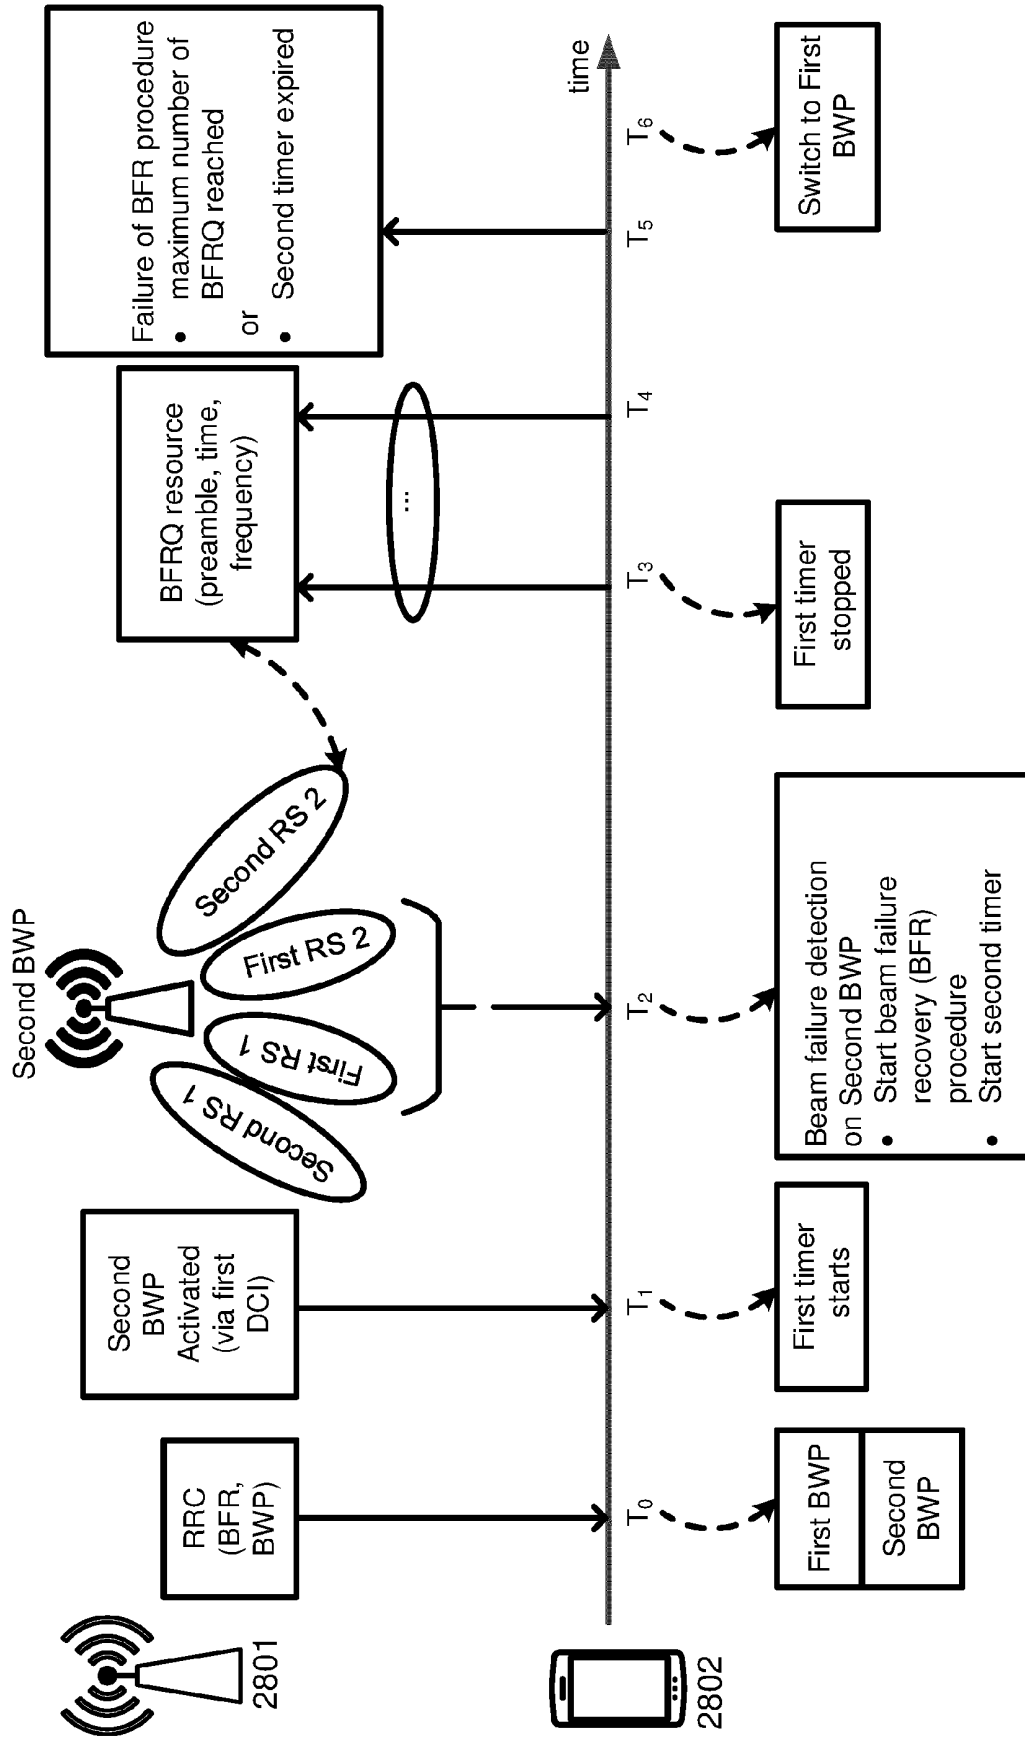 2801
RRC
(BFR,
BWP)
Second
BWP
Activated
(via first
DCI)
Second BWP
Second RS 1
First RS 1
First RS 2
Second RS 2
BFRQ resource
(preamble, time,
frequency)
...
Failure of BFR procedure
• maximum number of
BFRQ reached
or
• Second timer expired
time
2802
T0
T1
T2
T3
T4
T5
T6
First BWP
Second
BWP
First timer
starts
Beam failure detection
on Second BWP
• Start beam failure
recovery (BFR)
procedure
• Start second timer
First timer
stopped
Switch to First
BWP